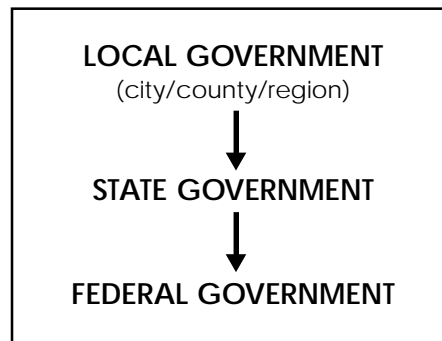 LOCAL GOVERNMENT
(city/county/region)
STATE GOVERNMENT
FEDERAL GOVERNMENT